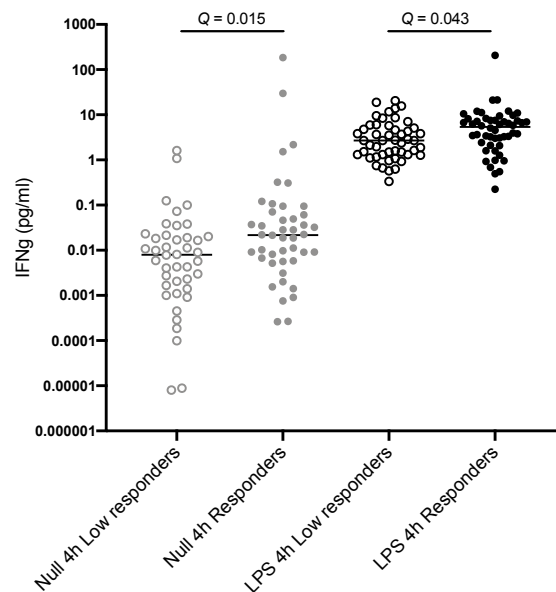 Q = 0.015
Q = 0.043
IFNg (pg/ml)
1000
100
10
1
0.1
0.01
0.001
0.0001
0.00001
0.000001
Null 4h Low responders
Null 4h Responders
LPS 4h Low responders
LPS 4h Responders